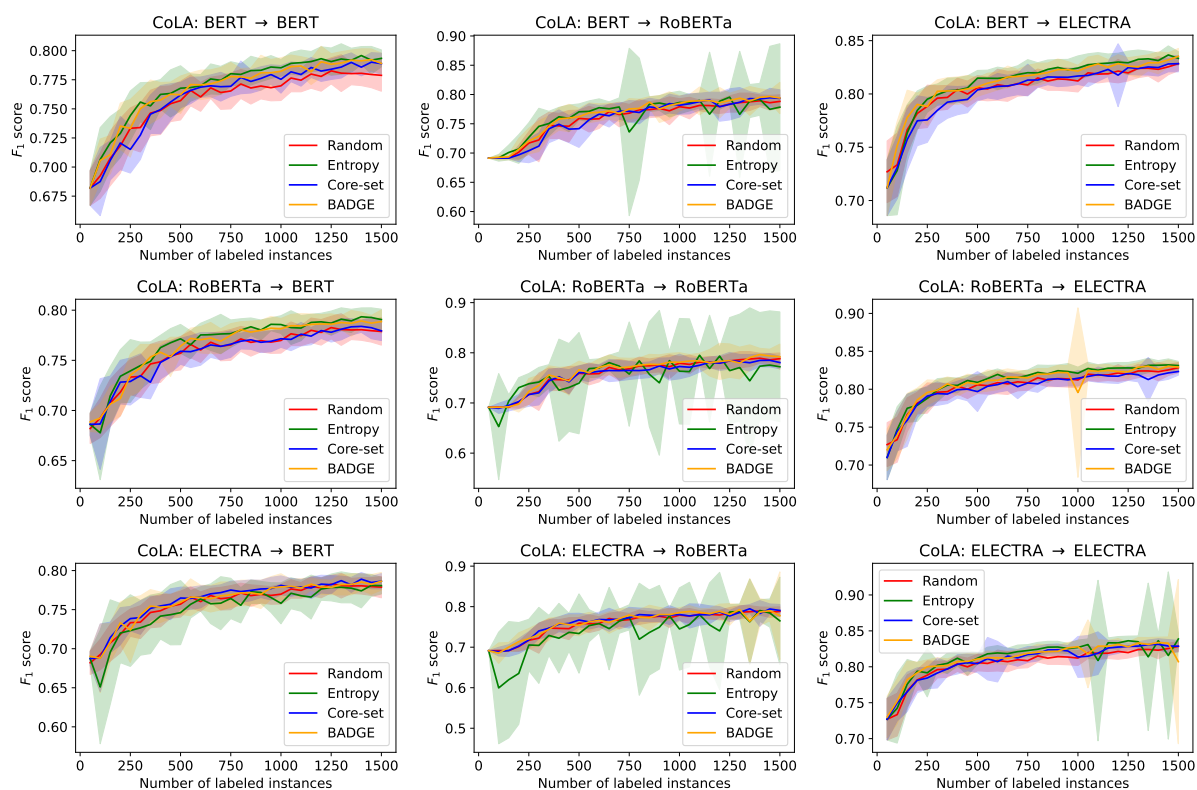 CoLA: BERT → BERT
CoLA: BERT → RoBERTa
CoLA: BERT → ELECTRA
F1 score
0.800
0.775
0.750
0.725
0.700
0.675
Random
Entropy
Core-set
BADGE
0 250 500 750 1000 1250 1500
Number of labeled instances
F1 score
0.90
0.85
0.80
0.75
0.70
0.65
0.60
Random
Entropy
Core-set
BADGE
0 250 500 750 1000 1250 1500
Number of labeled instances
F1 score
0.85
0.80
0.75
0.70
Random
Entropy
Core-set
BADGE
0 250 500 750 1000 1250 1500
Number of labeled instances
CoLA: RoBERTa → BERT
CoLA: RoBERTa → RoBERTa
CoLA: RoBERTa → ELECTRA
F1 score
0.80
0.75
0.70
0.65
Random
Entropy
Core-set
BADGE
0 250 500 750 1000 1250 1500
Number of labeled instances
F1 score
0.9
0.8
0.7
0.6
Random
Entropy
Core-set
BADGE
0 250 500 750 1000 1250 1500
Number of labeled instances
F1 score
0.90
0.85
0.80
0.75
0.70
Random
Entropy
Core-set
BADGE
0 250 500 750 1000 1250 1500
Number of labeled instances
CoLA: ELECTRA → BERT
CoLA: ELECTRA → RoBERTa
CoLA: ELECTRA → ELECTRA
F1 score
0.80
0.75
0.70
0.65
0.60
Random
Entropy
Core-set
BADGE
0 250 500 750 1000 1250 1500
Number of labeled instances
F1 score
0.9
0.8
0.7
0.6
0.5
Random
Entropy
Core-set
BADGE
0 250 500 750 1000 1250 1500
Number of labeled instances
F1 score
0.90
0.85
0.80
0.75
0.70
Random
Entropy
Core-set
BADGE
0 250 500 750 1000 1250 1500
Number of labeled instances